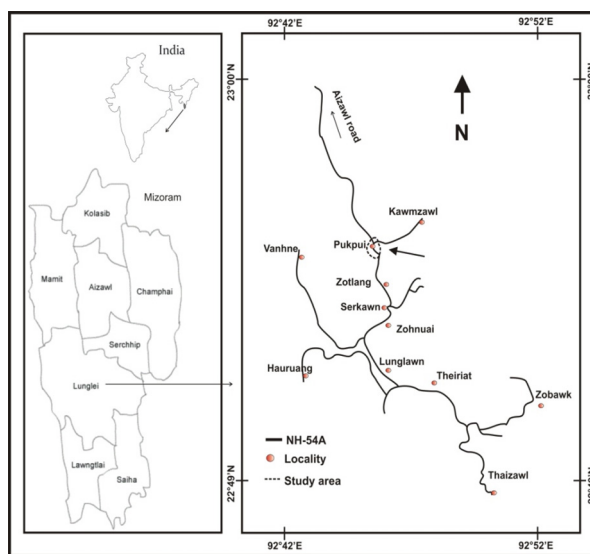 India
Mizoram
Kolasib
Mamit
Aizawl
Champhai
Serchhip
Lunglei
Lawngtlai
Saiha
92°42'E
92°52'E
23°00'N
Aizawl road
N
Kawmzawl
Pukpui
Vanhne
Zotlang
Serkawn
Zohnuai
Hauruang
Lunglawn
Theiriat
Zobawk
Thaizawl
NH-54A
Locality
Study area
22°49'N
92°42'E
92°52'E